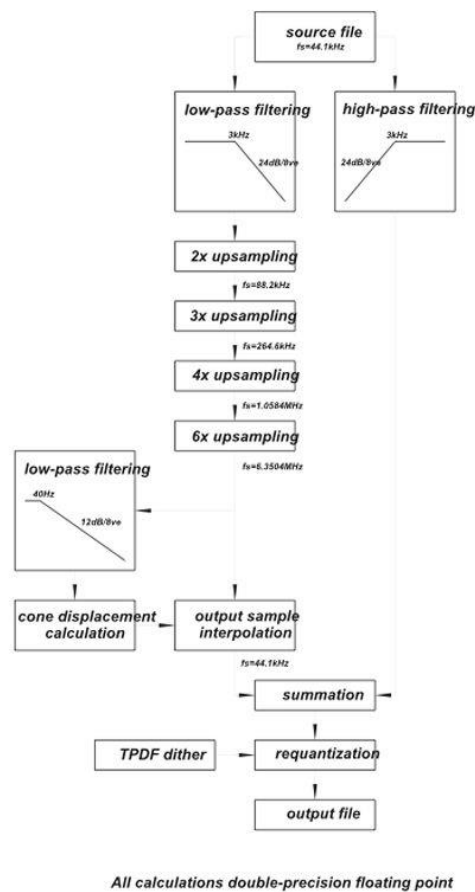 source file
fs=44.1kHz
low-pass filtering
3kHz
24dB/8ve
high-pass filtering
3kHz
24dB/8ve
2x upsampling
fs=88.2kHz
3x upsampling
fs=264.6kHz
4x upsampling
fs=1.0584MHz
6x upsampling
fs=6.3504MHz
low-pass filtering
40Hz
12dB/8ve
cone displacement
calculation
output sample
interpolation
fs=44.1kHz
summation
TPDF dither
requantization
output file
All calculations double-precision floating point